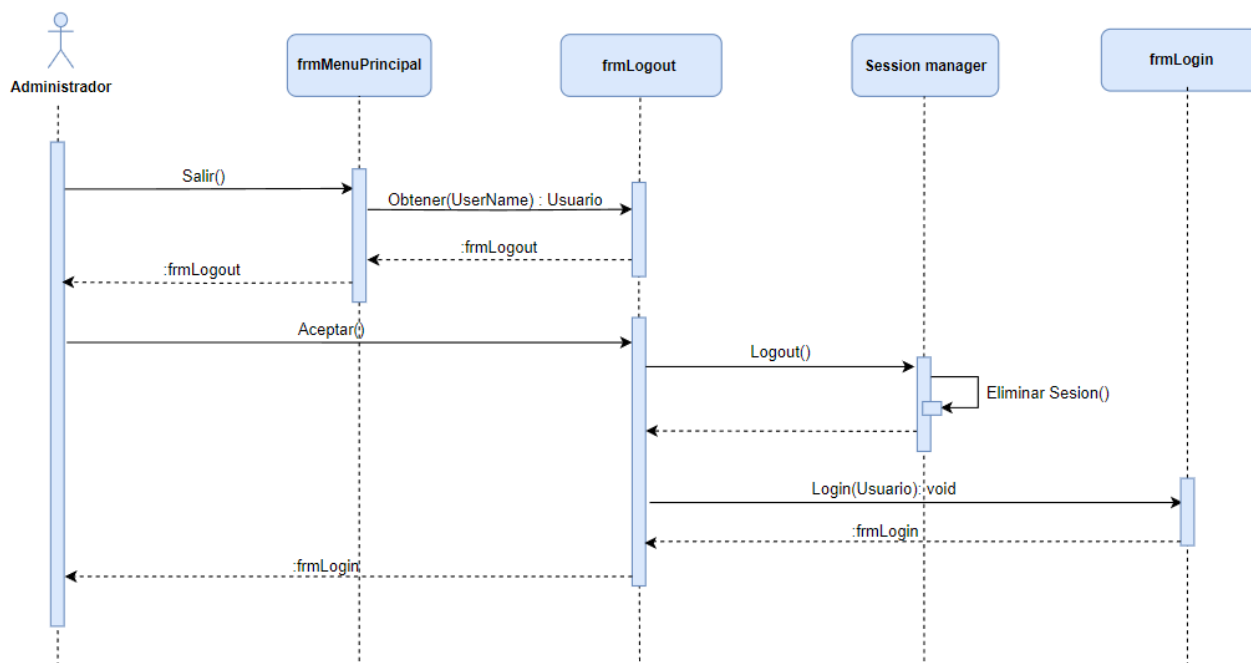 Administrador
frmMenuPrincipal
frmLogout
Session manager
frmLogin
Salir()
Obtener(UserName) : Usuario
:frmLogout
:frmLogout
Aceptar()
Logout()
Eliminar Sesion()
Login(Usuario): void
:frmLogin
:frmLogin